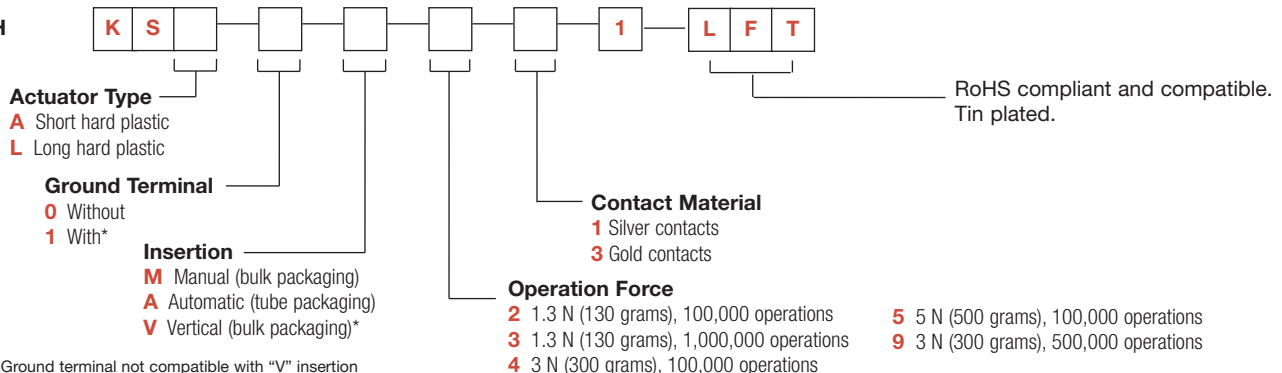 H
K S 1 L F T
RoHS compliant and compatible.
Tin plated.
Actuator Type
A Short hard plastic
L Long hard plastic
Ground Terminal
0 Without
1 With*
Insertion
M Manual (bulk packaging)
A Automatic (tube packaging)
V Vertical (bulk packaging)*
Contact Material
1 Silver contacts
3 Gold contacts
Operation Force
2 1.3 N (130 grams), 100,000 operations
3 1.3 N (130 grams), 1,000,000 operations
4 3 N (300 grams), 100,000 operations
5 5 N (500 grams), 100,000 operations
9 3 N (300 grams), 500,000 operations
Ground terminal not compatible with “V” insertion